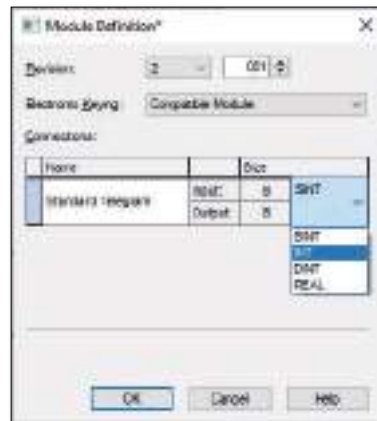 Module Definition*
Revision: 2 001
Electronic Keying: Compatible Module
Connections:
Name Size
Standard Telegram Input: 8 SINT
Output: 8
SINT
INT
DINT
REAL
OK Cancel Help